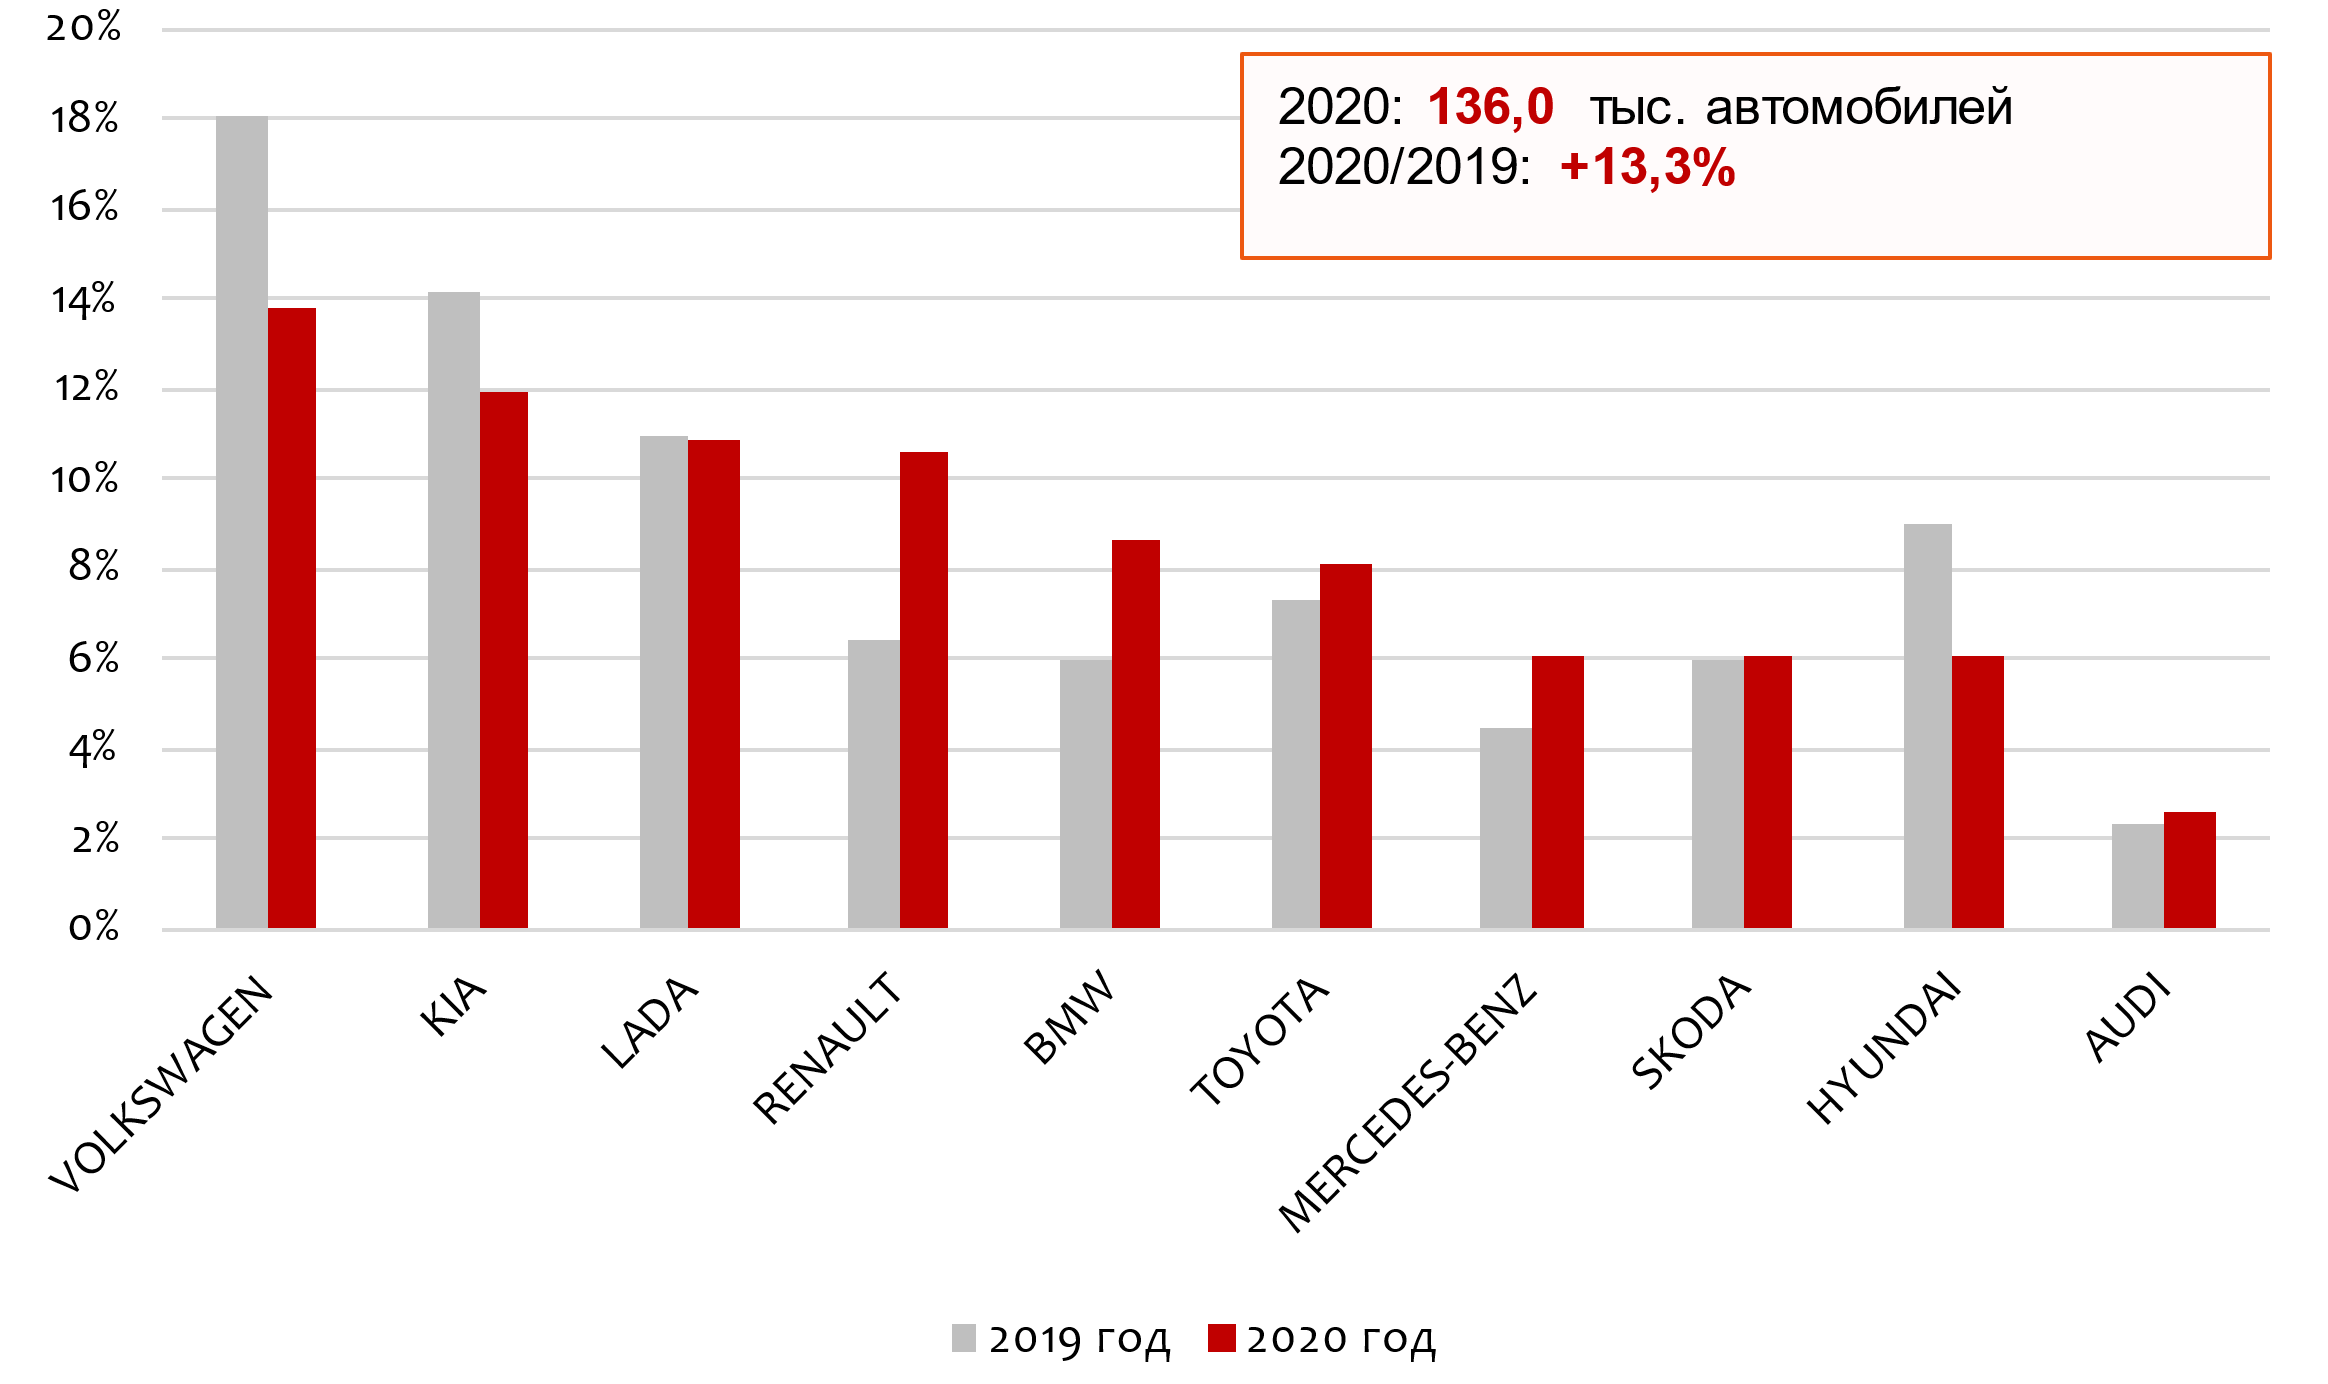 20%
18%
16%
14%
12%
10%
8%
6%
4%
2%
0%
2020: 136,0 тыс. автомобилей
2020/2019: +13,3%
VOLKSWAGEN
KIA
LADA
RENAULT
BMW
TOYOTA
MERCEDES-BENZ
SKODA
HYUNDAI
AUDI
2019 год
2020 год